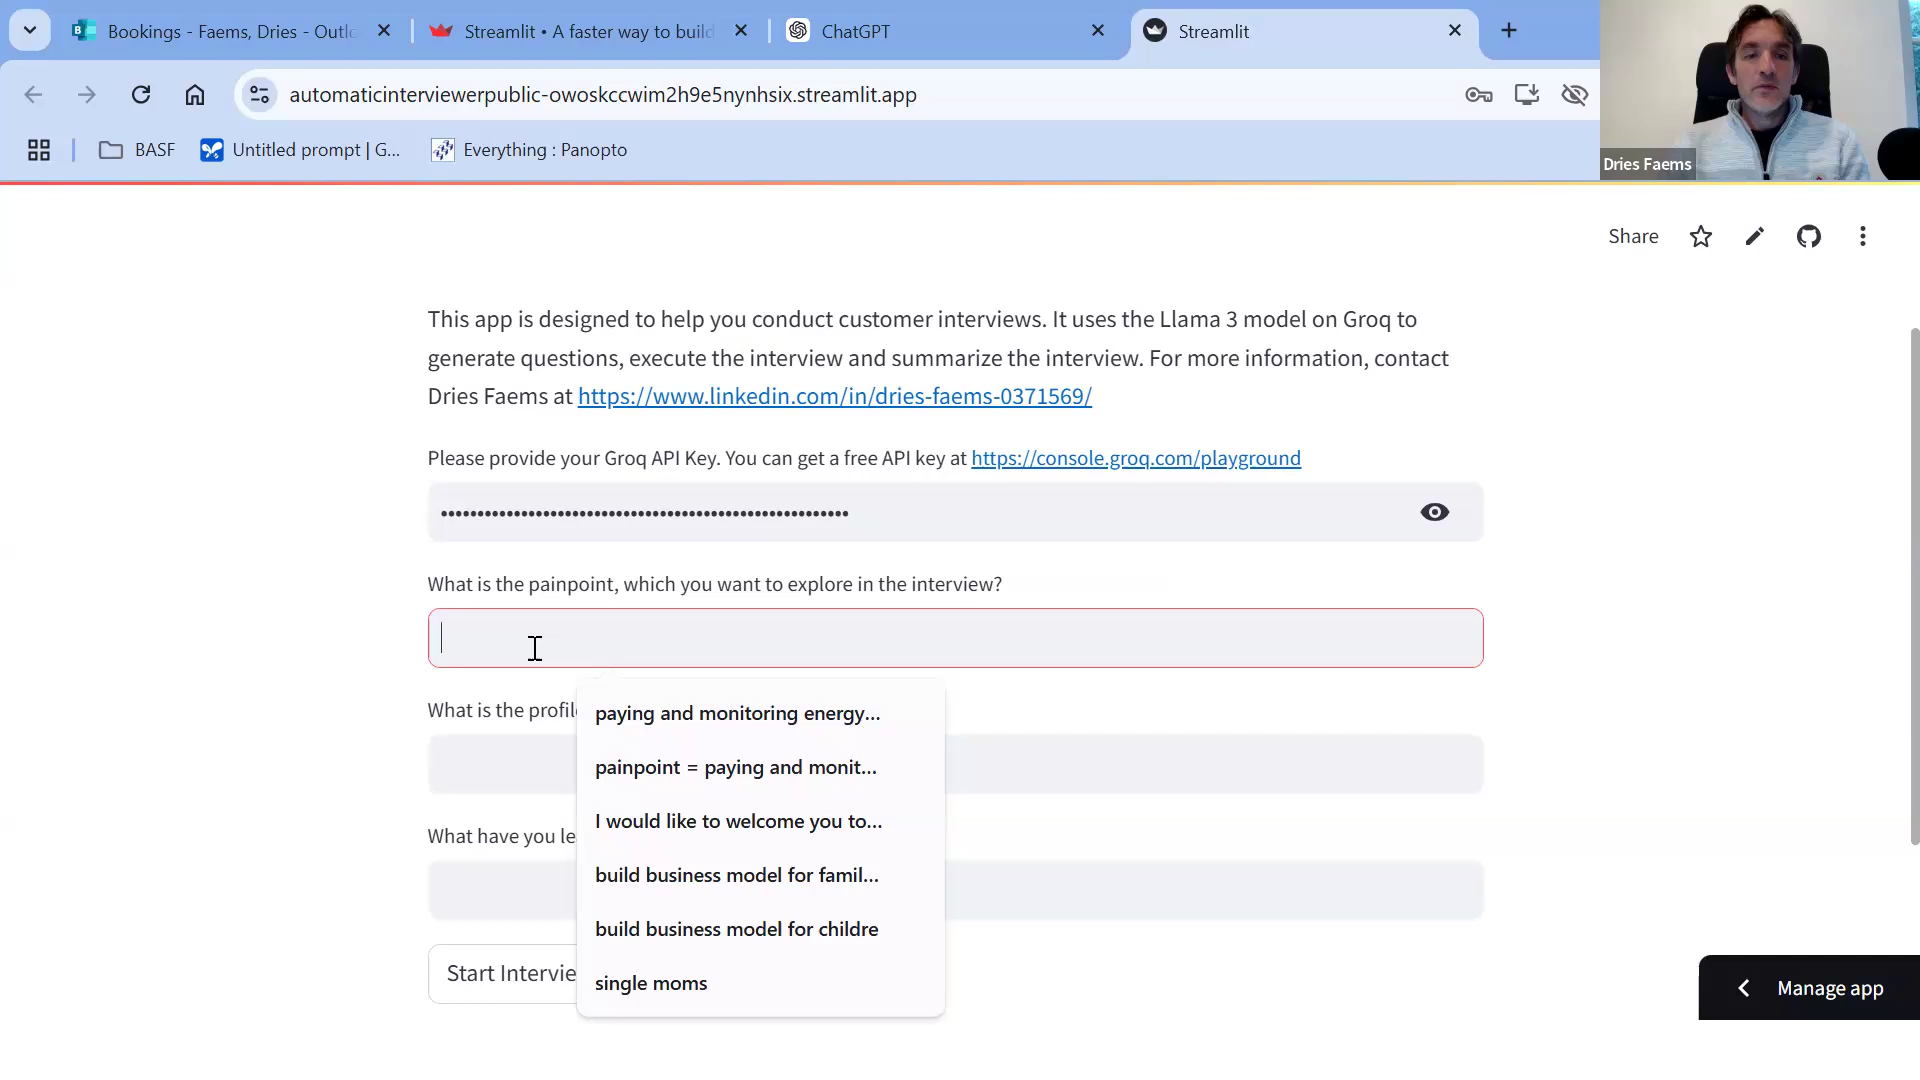 Bookings - Faems, Dries - Outlo
Streamlit • A faster way to build
ChatGPT
Streamlit
automaticinterviewerpublic-owoskccwim2h9e5nynhsix.streamlit.app
BASF
Untitled prompt | G...
Everything : Panopto
Dries Faems
Share
This app is designed to help you conduct customer interviews. It uses the Llama 3 model on Groq to
generate questions, execute the interview and summarize the interview. For more information, contact
Dries Faems at https://www.linkedin.com/in/dries-faems-0371569/
Please provide your Groq API Key. You can get a free API key at https://console.groq.com/playground
What is the painpoint, which you want to explore in the interview?
What is the profil
What have you le
Start Intervie
paying and monitoring energy...
painpoint = paying and monit...
I would like to welcome you to...
build business model for famil...
build business model for childre
single moms
Manage app